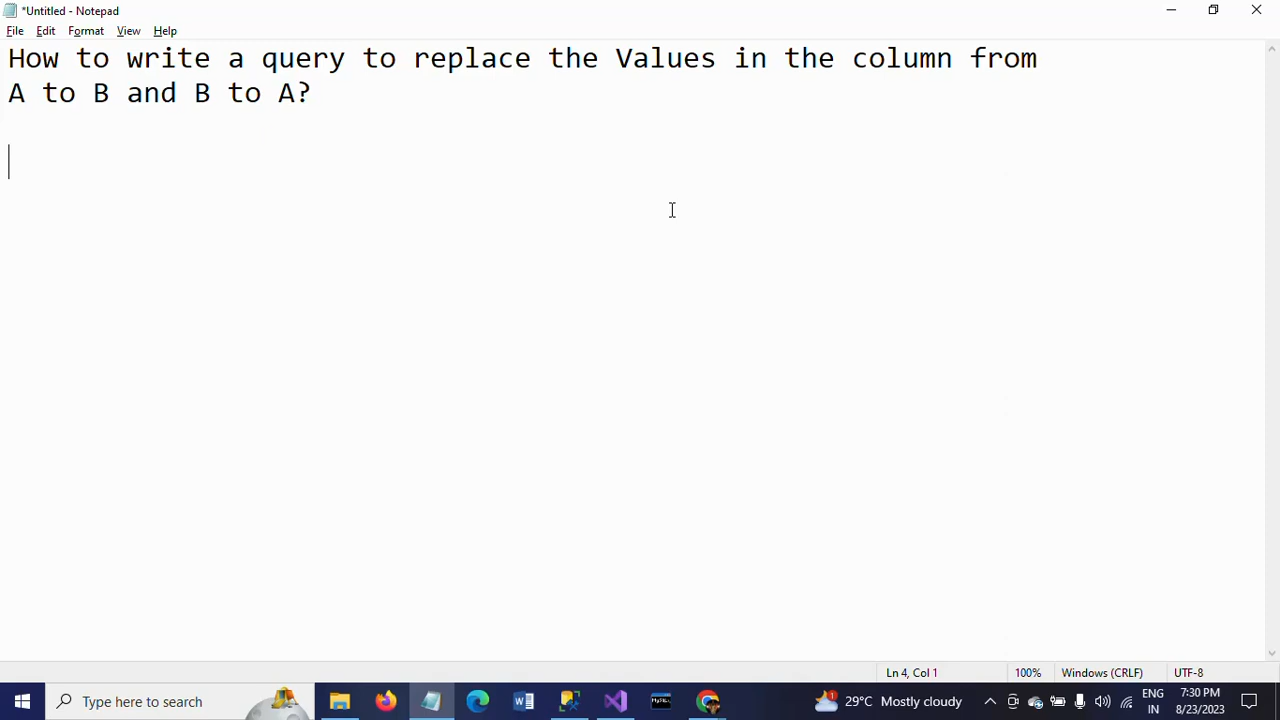 *Untitled - Notepad
File Edit Format View Help
How to write a query to replace the Values in the column from
A to B and B to A?
Ln 4, Col 1 100% Windows (CRLF) UTF-8
Type here to search 1 29°C Mostly cloudy ENG 7:30 PM
IN 8/23/2023